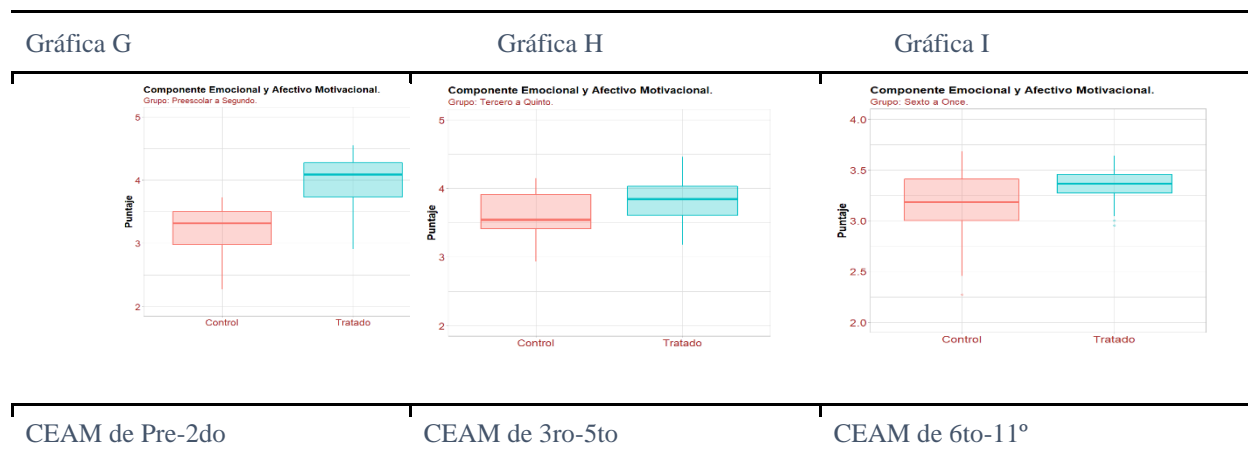 Gráfica G
Gráfica H
Gráfica I
Componente Emocional y Afectivo Motivacional.
Grupo: Preescolar a Segundo.
5
4
3
2
Puntaje
Control
Tratado
Componente Emocional y Afectivo Motivacional.
Grupo: Tercero a Quinto.
5
4
3
2
Puntaje
Control
Tratado
Componente Emocional y Afectivo Motivacional.
Grupo: Sexto a Once.
4.0
3.5
3.0
2.5
2.0
Puntaje
Control
Tratado
CEAM de Pre-2do
CEAM de 3ro-5to
CEAM de 6to-11º